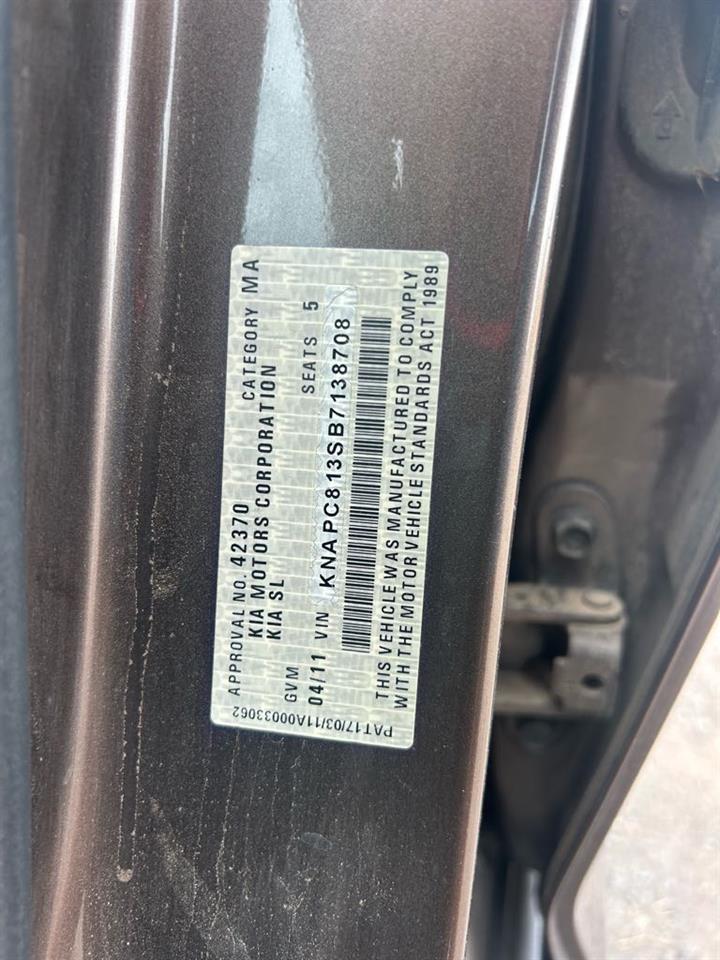 APPROVAL NO. 42370 CATEGORY MA
KIA MOTORS CORPORATION
KIA SL
GVM SEATS 5
04/11 VIN KNAPC813SB7138708
THIS VEHICLE WAS MANUFACTURED TO COMPLY
WITH THE MOTOR VEHICLE STANDARDS ACT 1989
PAT17/03/11A00033062